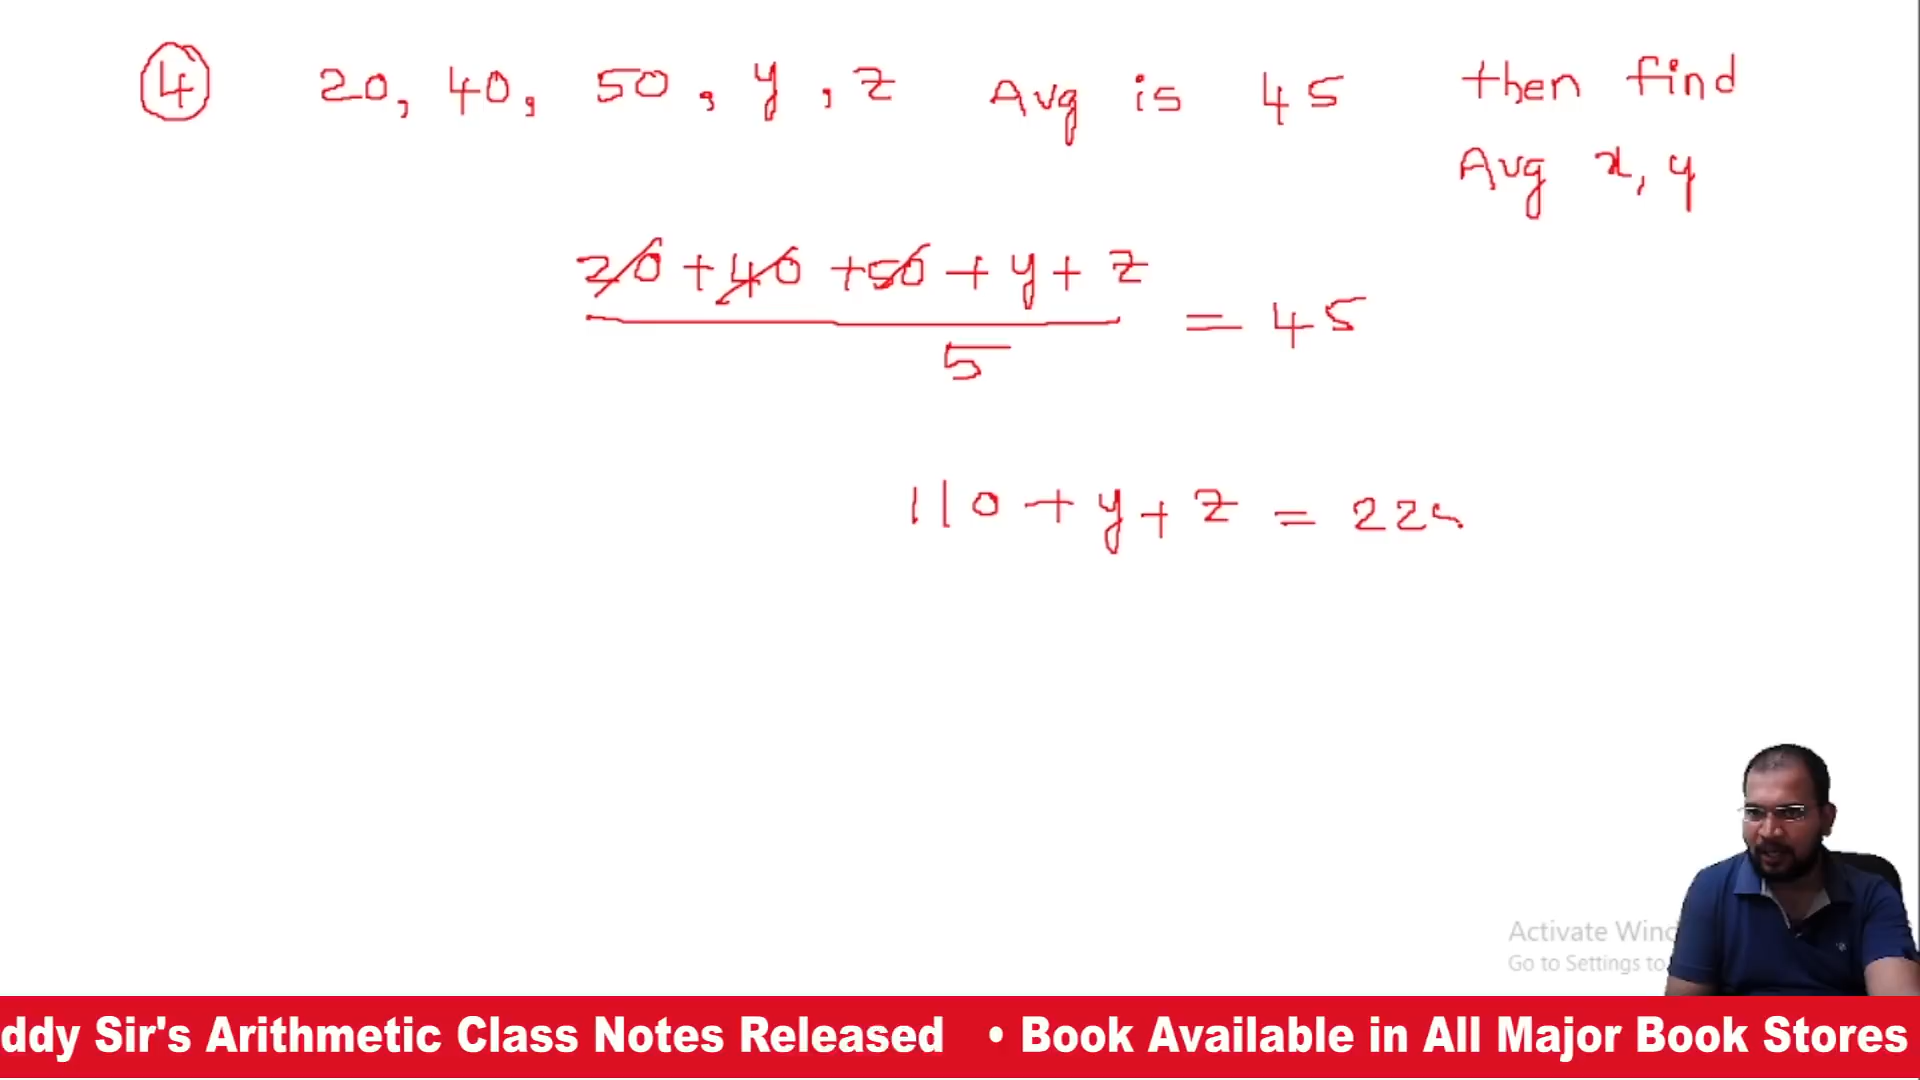 4 20, 40, 50, y, z Avg is 45 then find
Avg x, y
20 + 40 + 50 + y + z
5
= 45
110 + y + z = 225
Activate Wind
Go to Settings to
ddy Sir's Arithmetic Class Notes Released • Book Available in All Major Book Stores